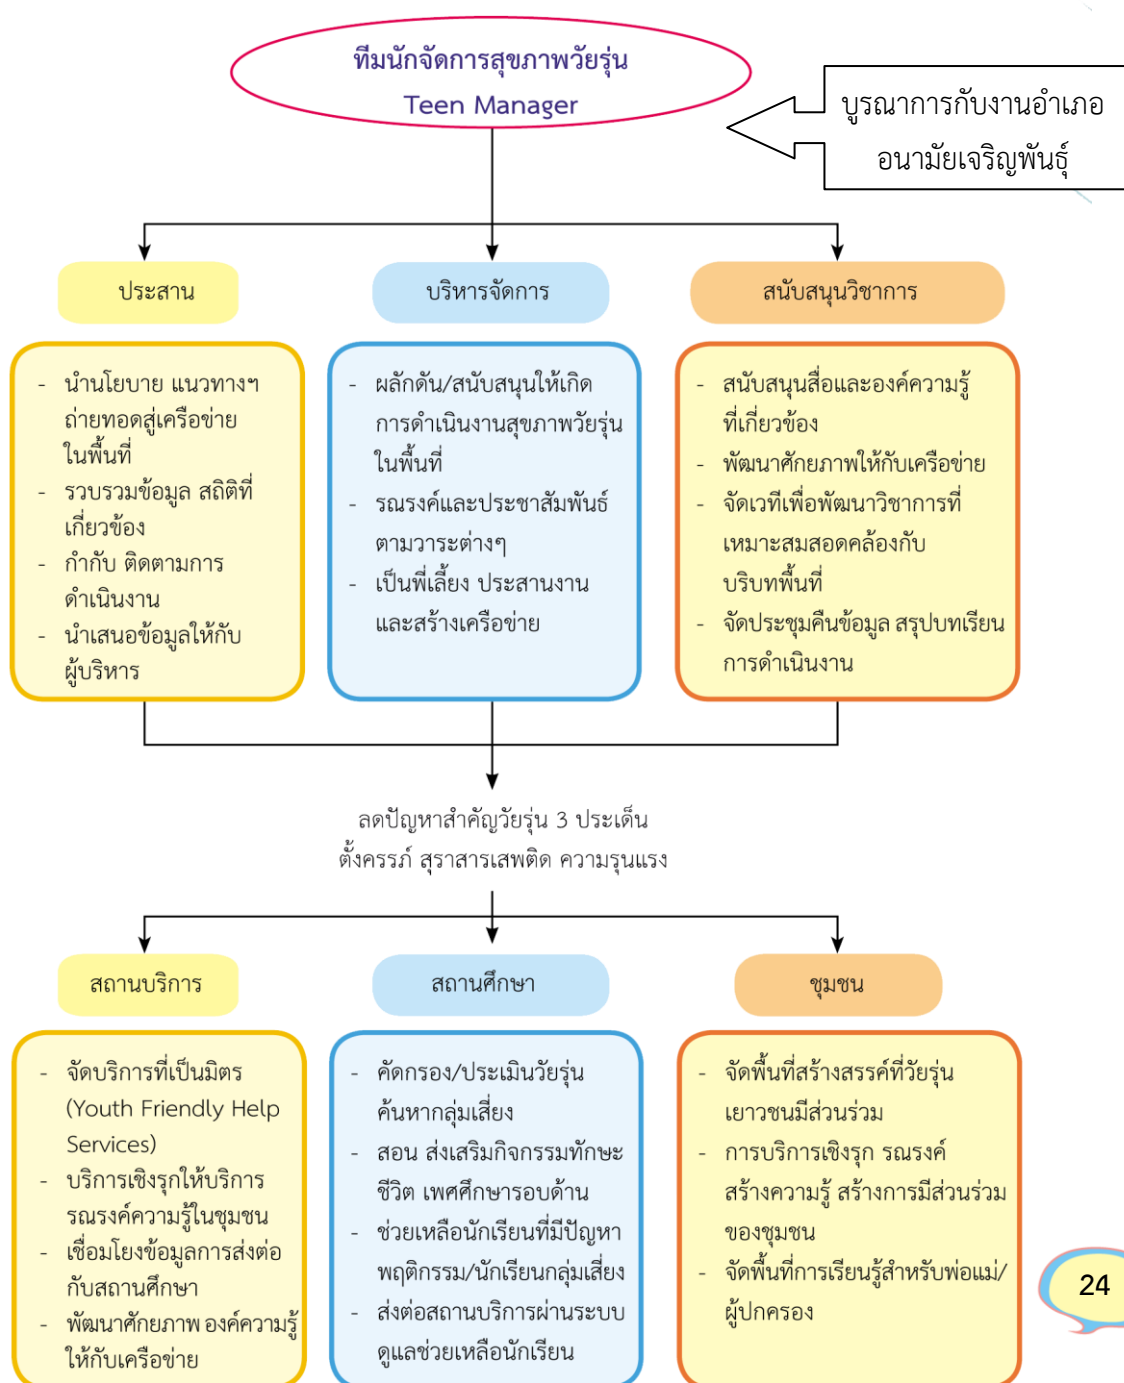 ทีมนักจัดการสุขภาพวัยรุ่น
Teen Manager
บูรณาการกับงานอำเภอ
อนามัยเจริญพันธุ์
ประสาน
- นำนโยบาย แนวทางฯ
ถ่ายทอดสู่เครือข่าย
ในพื้นที่
- รวบรวมข้อมูล สถิติที่
เกี่ยวข้อง
- กำกับ ติดตามการ
ดำเนินงาน
- นำเสนอข้อมูลให้กับ
ผู้บริหาร
บริหารจัดการ
- ผลักดัน/สนับสนุนให้เกิด
การดำเนินงานสุขภาพวัยรุ่น
ในพื้นที่
- รณรงค์และประชาสัมพันธ์
ตามวาระต่างๆ
- เป็นพี่เลี้ยง ประสานงาน
และสร้างเครือข่าย
สนับสนุนวิชาการ
- สนับสนุนสื่อและองค์ความรู้
ที่เกี่ยวข้อง
- พัฒนาศักยภาพให้กับเครือข่าย
- จัดเวทีเพื่อพัฒนาวิชาการที่
เหมาะสมสอดคล้องกับ
บริบทพื้นที่
- จัดประชุมคืนข้อมูล สรุปบทเรียน
การดำเนินงาน
ลดปัญหาสำคัญวัยรุ่น 3 ประเด็น
ตั้งครรภ์ สุราสารเสพติด ความรุนแรง
สถานบริการ
- จัดบริการที่เป็นมิตร
(Youth Friendly Help
Services)
- บริการเชิงรุกให้บริการ
รณรงค์ความรู้ในชุมชน
- เชื่อมโยงข้อมูลการส่งต่อ
กับสถานศึกษา
- พัฒนาศักยภาพ องค์ความรู้
ให้กับเครือข่าย
สถานศึกษา
- คัดกรอง/ประเมินวัยรุ่น
ค้นหากลุ่มเสี่ยง
- สอน ส่งเสริมกิจกรรมทักษะ
ชีวิต เพศศึกษารอบด้าน
- ช่วยเหลือนักเรียนที่มีปัญหา
พฤติกรรม/นักเรียนกลุ่มเสี่ยง
- ส่งต่อสถานบริการผ่านระบบ
ดูแลช่วยเหลือนักเรียน
ชุมชน
- จัดพื้นที่สร้างสรรค์ที่วัยรุ่น
เยาวชนมีส่วนร่วม
- การบริการเชิงรุก รณรงค์
สร้างความรู้ สร้างการมีส่วนร่วม
ของชุมชน
- จัดพื้นที่การเรียนรู้สำหรับพ่อแม่/
ผู้ปกครอง
24